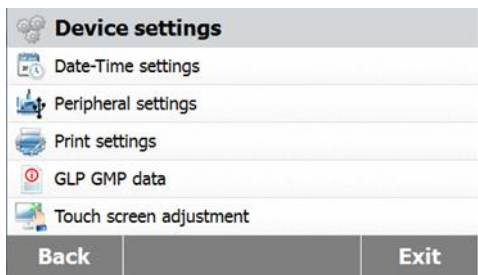 Device settings
Date-Time settings
Peripheral settings
Print settings
GLP GMP data
Touch screen adjustment
Back Exit